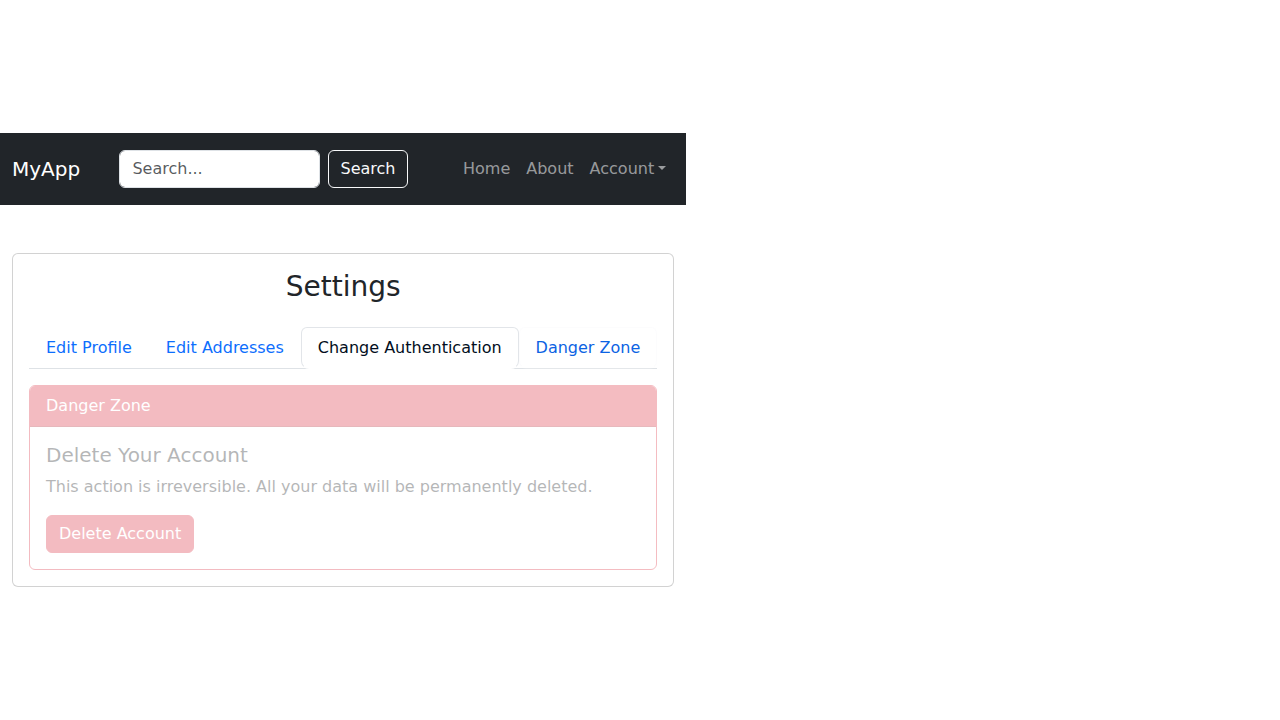 MyApp Search... Search Home About Account
Settings
Edit Profile Edit Addresses Change Authentication Danger Zone
Danger Zone
Delete Your Account
This action is irreversible. All your data will be permanently deleted.
Delete Account